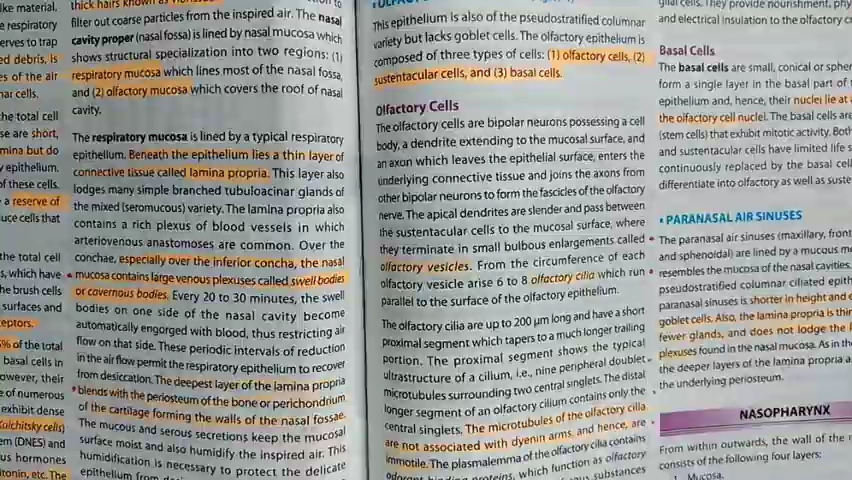 like material.
respiratory
erves to trap
ed debris, is
es of the air
nar cells.
the total cell
se are short,
mina but do
y epithelium.
of these cells.
a reserve of
uce cells that
the total cell
s, which have
he brush cells
surfaces and
ceptors.
% of the total
basal cells in
owever, their
e of numerous
exhibit dense
Kulchitsky cells)
em (DNES) and
us hormones
tonin, etc. The
thick hairs known as
filter out coarse particles from the inspired air. The nasal
cavity proper (nasal fossa) is lined by nasal mucosa which
shows structural specialization into two regions: (1)
respiratory mucosa which lines most of the nasal fossa,
and (2) olfactory mucosa which covers the roof of nasal
cavity.
The respiratory mucosa is lined by a typical respiratory
epithelium. Beneath the epithelium lies a thin layer of
connective tissue called lamina propria. This layer also
lodges many simple branched tubuloacinar glands of
the mixed (seromucous) variety. The lamina propria also
contains a rich plexus of blood vessels in which
arteriovenous anastomoses are common. Over the
conchae, especially over the inferior concha, the nasal
mucosa contains large venous plexuses called swell bodies
or cavernous bodies. Every 20 to 30 minutes, the swell
bodies on one side of the nasal cavity become
automatically engorged with blood, thus restricting air
flow on that side. These periodic intervals of reduction
in the air flow permit the respiratory epithelium to recover
from desiccation. The deepest layer of the lamina propria
blends with the periosteum of the bone or perichondrium
of the cartilage forming the walls of the nasal fossae.
The mucous and serous secretions keep the mucosal
surface moist and also humidify the inspired air. This
humidification is necessary to protect the delicate
epithelium from
This epithelium is also of the pseudostratified columnar
variety but lacks goblet cells. The olfactory epithelium is
composed of three types of cells: (1) olfactory cells, (2)
sustentacular cells, and (3) basal cells.
Olfactory Cells
The olfactory cells are bipolar neurons possessing a cell
body, a dendrite extending to the mucosal surface, and
an axon which leaves the epithelial surface, enters the
underlying connective tissue and joins the axons from
other bipolar neurons to form the fascicles of the olfactory
nerve. The apical dendrites are slender and pass between
the sustentacular cells to the mucosal surface, where
they terminate in small bulbous enlargements called
olfactory vesicles. From the circumference of each
olfactory vesicle arise 6 to 8 olfactory cilia which run
parallel to the surface of the olfactory epithelium.
The olfactory cilia are up to 200 µm long and have a short
proximal segment which tapers to a much longer trailing
portion. The proximal segment shows the typical
ultrastructure of a cilium, i.e., nine peripheral doublet
microtubules surrounding two central singlets. The distal
longer segment of an olfactory cilium contains only the
central singlets. The microtubules of the olfactory cilia
are not associated with dyenin arms, and hence, are
immotile. The plasmalemma of the olfactory cilia contains
odorant binding proteins, which function as olfactory
substances
glial cells. They provide nourishment, phy
and electrical insulation to the olfactory c
Basal Cells
The basal cells are small, conical or spher
form a single layer in the basal part of
epithelium and, hence, their nuclei lie at
the olfactory cell nuclei. The basal cells are
(stem cells) that exhibit mitotic activity. Both
and sustentacular cells have limited life s
continuously replaced by the basal cell
differentiate into olfactory as well as suste
• PARANASAL AIR SINUSES
The paranasal air sinuses (maxillary, front
and sphenoidal) are lined by a mucous me
resembles the mucosa of the nasal cavities.
pseudostratified columnar ciliated epith
paranasal sinuses is shorter in height and
goblet cells. Also, the lamina propria is thin
fewer glands, and does not lodge the
plexuses found in the nasal mucosa. As in the
the deeper layers of the lamina propria a
the underlying periosteum.
NASOPHARYNX
From within outwards, the wall of the
consists of the following four layers:
1. Mucosa.